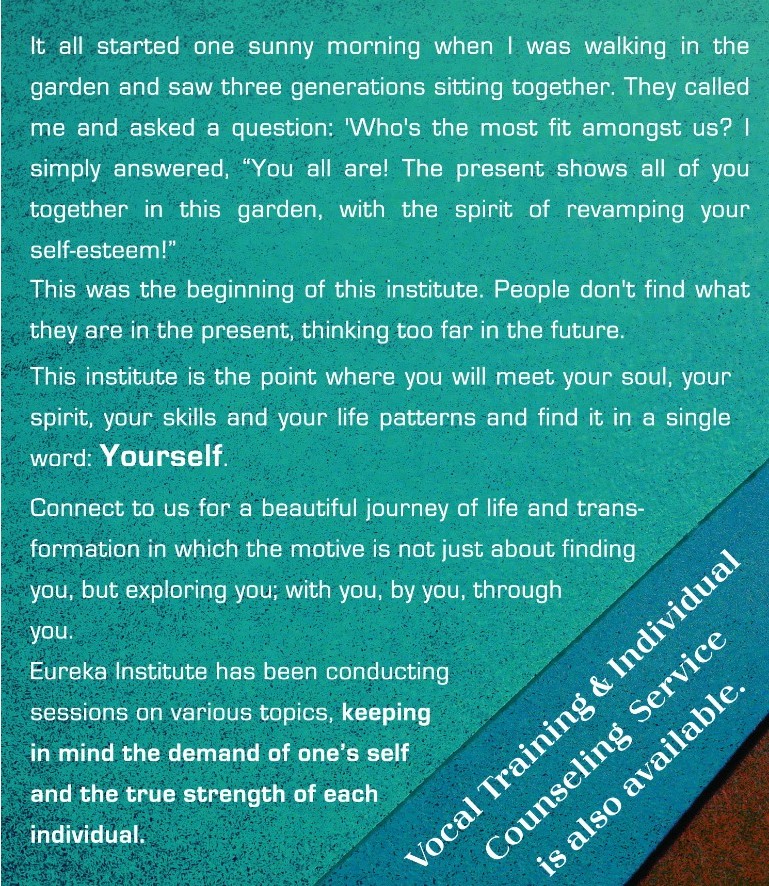 It all started one sunny morning when I was walking in the
garden and saw three generations sitting together. They called
me and asked a question: 'Who's the most fit amongst us? I
simply answered, “You all are! The present shows all of you
together in this garden, with the spirit of revamping your
self-esteem!”
This was the beginning of this institute. People don't find what
they are in the present, thinking too far in the future.
This institute is the point where you will meet your soul, your
spirit, your skills and your life patterns and find it in a single
word: Yourself.
Connect to us for a beautiful journey of life and trans-
formation in which the motive is not just about finding
you, but exploring you; with you, by you, through
you.
Eureka Institute has been conducting
sessions on various topics, keeping
in mind the demand of one’s self
and the true strength of each
individual.
Vocal Training & Individual
Counseling Service
is also available.